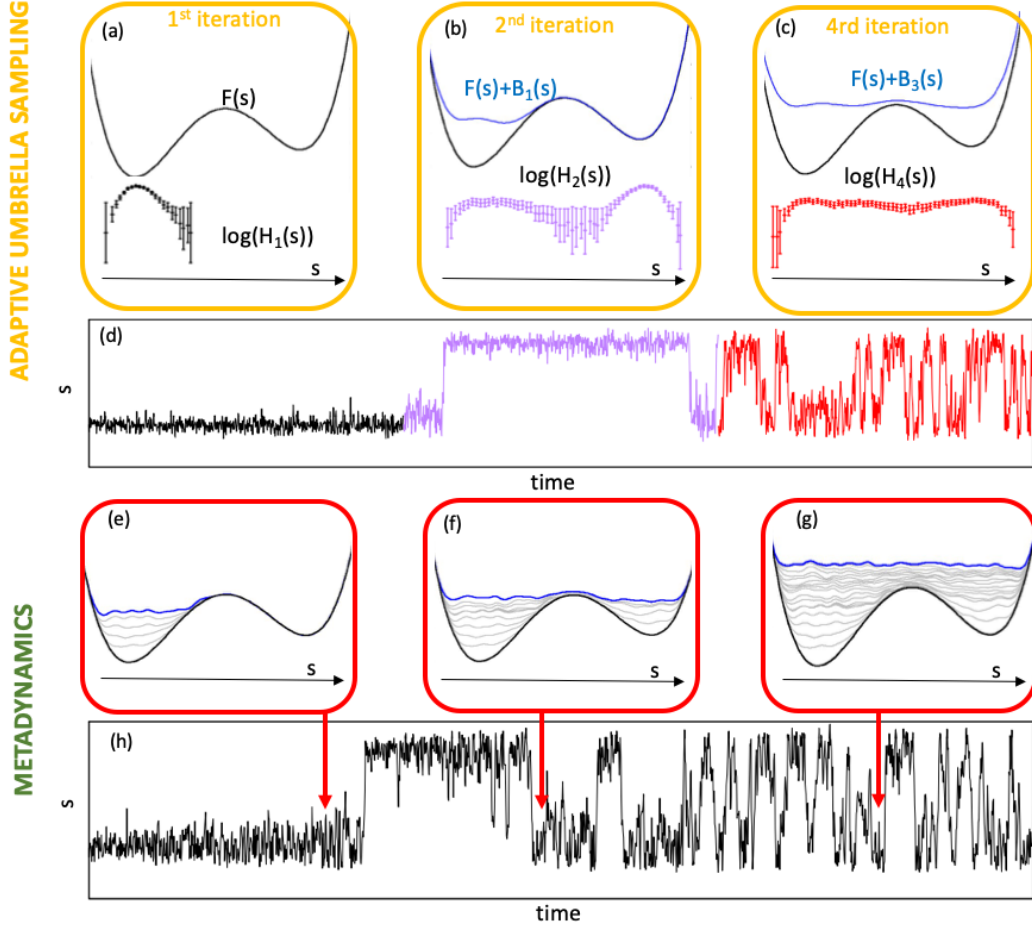 ADAPTIVE UMBRELLA SAMPLING
(a)
1st iteration
F(s)
log(H1(s))
s
(b)
2nd iteration
F(s)+B1(s)
log(H2(s))
s
(c)
4rd iteration
F(s)+B3(s)
log(H4(s))
s
(d)
s
time
METADYNAMICS
(e)
s
(f)
s
(g)
s
(h)
s
time